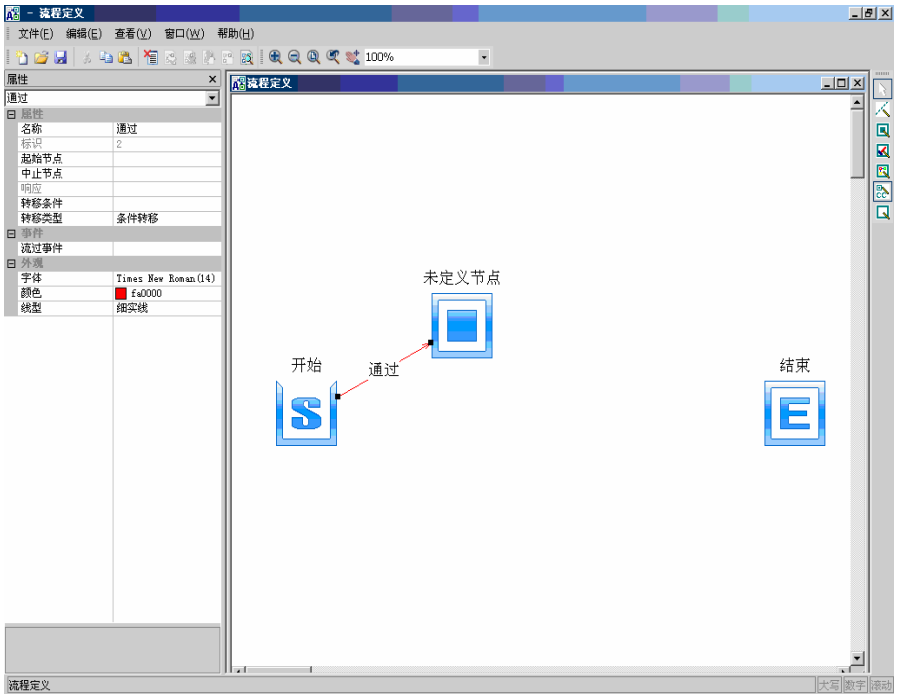 - 流程定义
文件(F) 编辑(E) 查看(V) 窗口(W) 帮助(H)
100%
属性
通过
属性
名称 通过
标识 2
起始节点
中止节点
响应
转移条件
转移类型 条件转移
事件
流过事件
外观
字体 Times New Roman(14)
颜色 fa0000
线型 细实线
流程定义
未定义节点
开始
通过
结束
S
E
流程定义
大写 数字 滚动